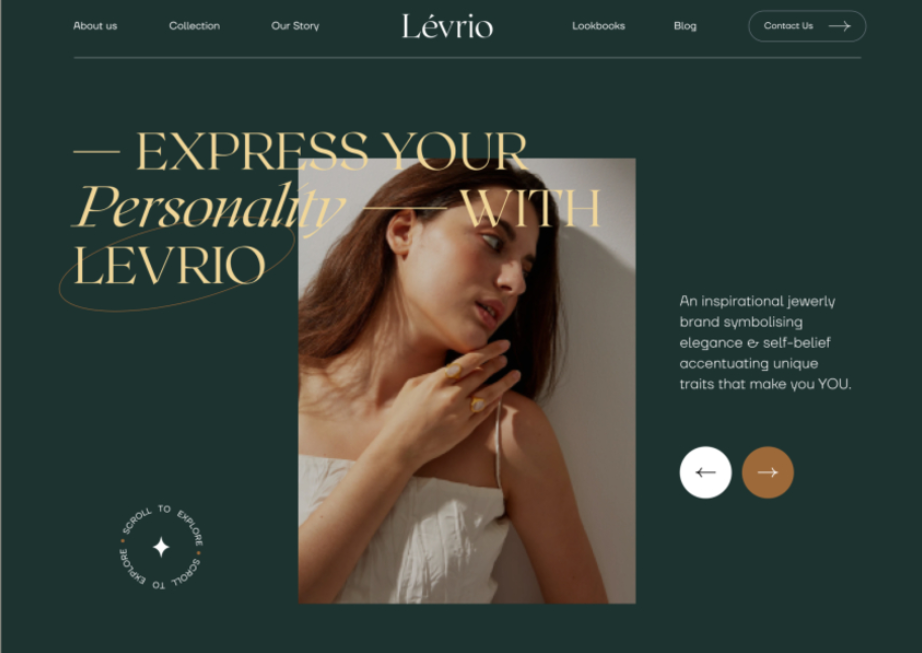 About us
Collection
Our Story
Lévrio
Lookbooks
Blog
Contact Us
— EXPRESS YOUR
Personality — WITH
LEVRIO
An inspirational jewerly
brand symbolising
elegance & self-belief
accentuating unique
traits that make you YOU.
SCROLL TO EXPLORE • SCROLL TO EXPLORE •